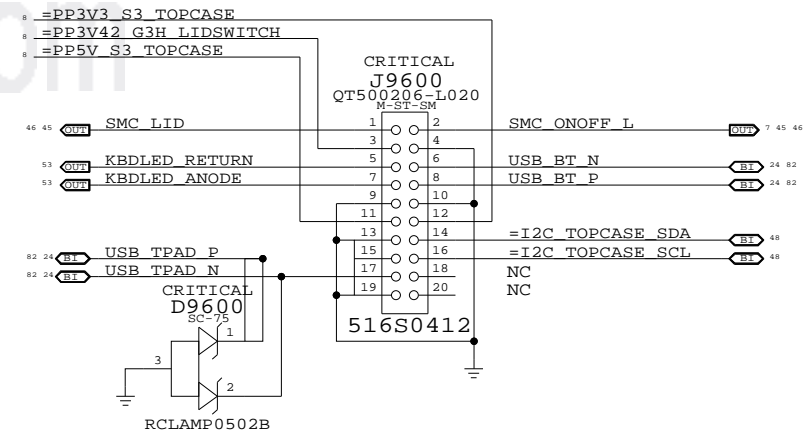 om
8 =PP3V3_S3_TOPCASE
8 =PP3V42_G3H_LIDSWITCH
8 =PP5V_S3_TOPCASE
CRITICAL
J9600
QT500206-L020
M-ST-SM
46 45 OUT SMC_LID 1 2 SMC_ONOFF_L OUT 7 45 46
3 4
53 OUT KBDLED_RETURN 5 6 USB_BT_N BI 24 82
53 OUT KBDLED_ANODE 7 8 USB_BT_P BI 24 82
9 10
11 12
13 14 =I2C_TOPCASE_SDA BI 48
82 24 BI USB_TPAD_P 15 16 =I2C_TOPCASE_SCL BI 48
82 24 BI USB_TPAD_N 17 18 NC
19 20 NC
CRITICAL
D9600
SC-75
516S0412
1
3
2
RCLAMP0502B